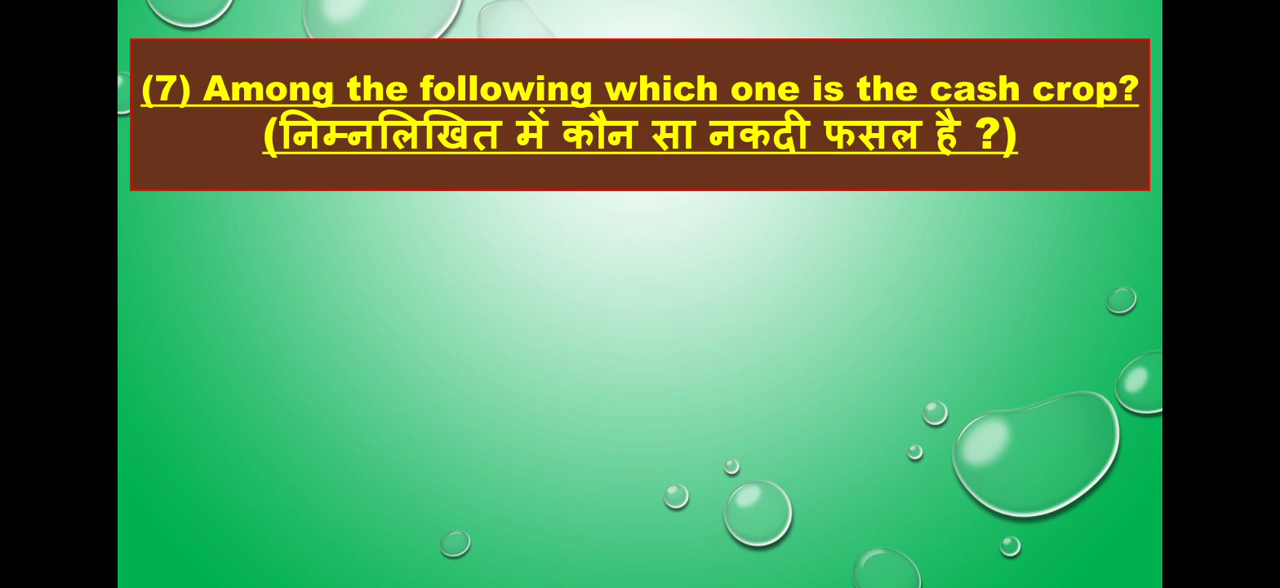 (7) Among the following which one is the cash crop?
(निम्नलिखित में कौन सा नकदी फसल है ?)